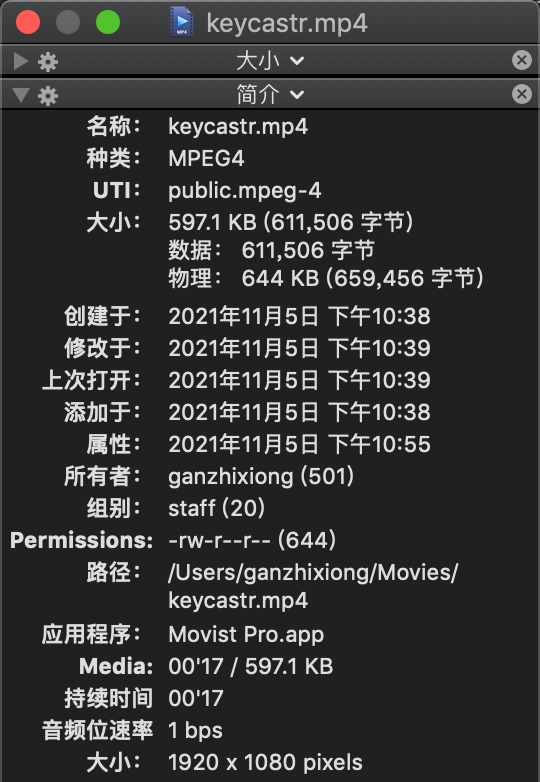 keycastr.mp4
大小
简介
名称： keycastr.mp4
种类： MPEG4
UTI： public.mpeg-4
大小： 597.1 KB (611,506 字节)
数据： 611,506 字节
物理： 644 KB (659,456 字节)
创建于： 2021年11月5日 下午10:38
修改于： 2021年11月5日 下午10:39
上次打开： 2021年11月5日 下午10:39
添加于： 2021年11月5日 下午10:38
属性： 2021年11月5日 下午10:55
所有者： ganzhixiong (501)
组别： staff (20)
Permissions: -rw-r--r-- (644)
路径： /Users/ganzhixiong/Movies/
keycastr.mp4
应用程序： Movist Pro.app
Media: 00'17 / 597.1 KB
持续时间 00'17
音频位速率 1 bps
大小： 1920 x 1080 pixels